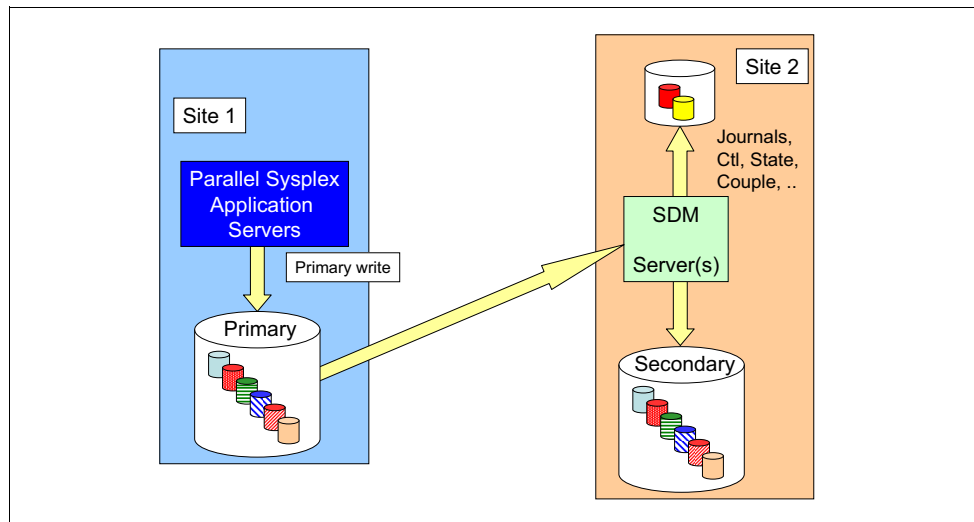 Site 1
Parallel Sysplex
Application
Servers
Primary write
Primary
Site 2
Journals,
Ctl, State,
Couple, ..
SDM
Server(s)
Secondary